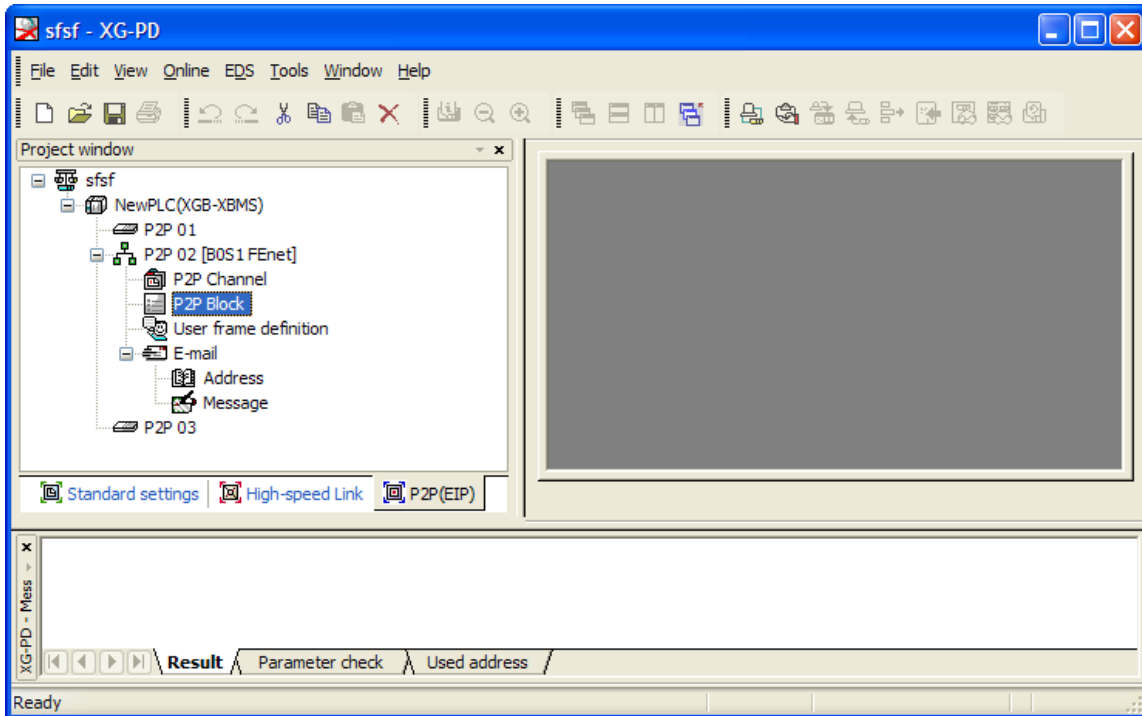 sfsf - XG-PD
File Edit View Online EDS Tools Window Help
Project window
sfsf
NewPLC(XGB-XBMS)
P2P 01
P2P 02 [B0S1 FEnet]
P2P Channel
P2P Block
User frame definition
E-mail
Address
Message
P2P 03
Standard settings High-speed Link P2P(EIP)
XG-PD - Mess
Result Parameter check Used address
Ready